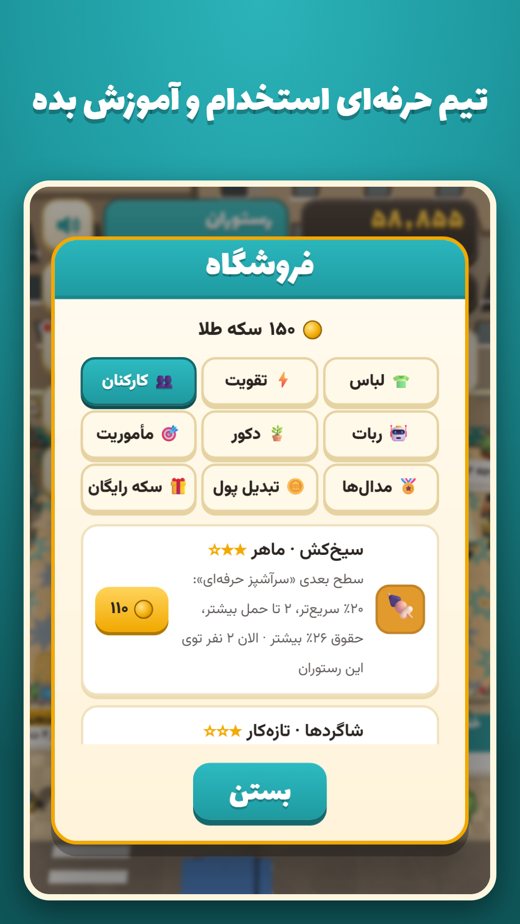 تیم حرفه‌ای استخدام و آموزش بده
رستوران
۵۸,۸۵۵
فروشگاه
۱۵۰ سکه طلا
لباس
تقویت
کارکنان
ربات
دکور
مأموریت
مدال‌ها
تبدیل پول
سکه رایگان
سیخ‌کش · ماهر ★★☆
سطح بعدی «سرآشپز حرفه‌ای»:
۲۰٪ سریع‌تر، ۲ تا حمل بیشتر،
حقوق ۲۶٪ بیشتر · الان ۲ نفر توی
این رستوران
۱۱۰
شاگردها · تازه‌کار ★☆☆
بستن